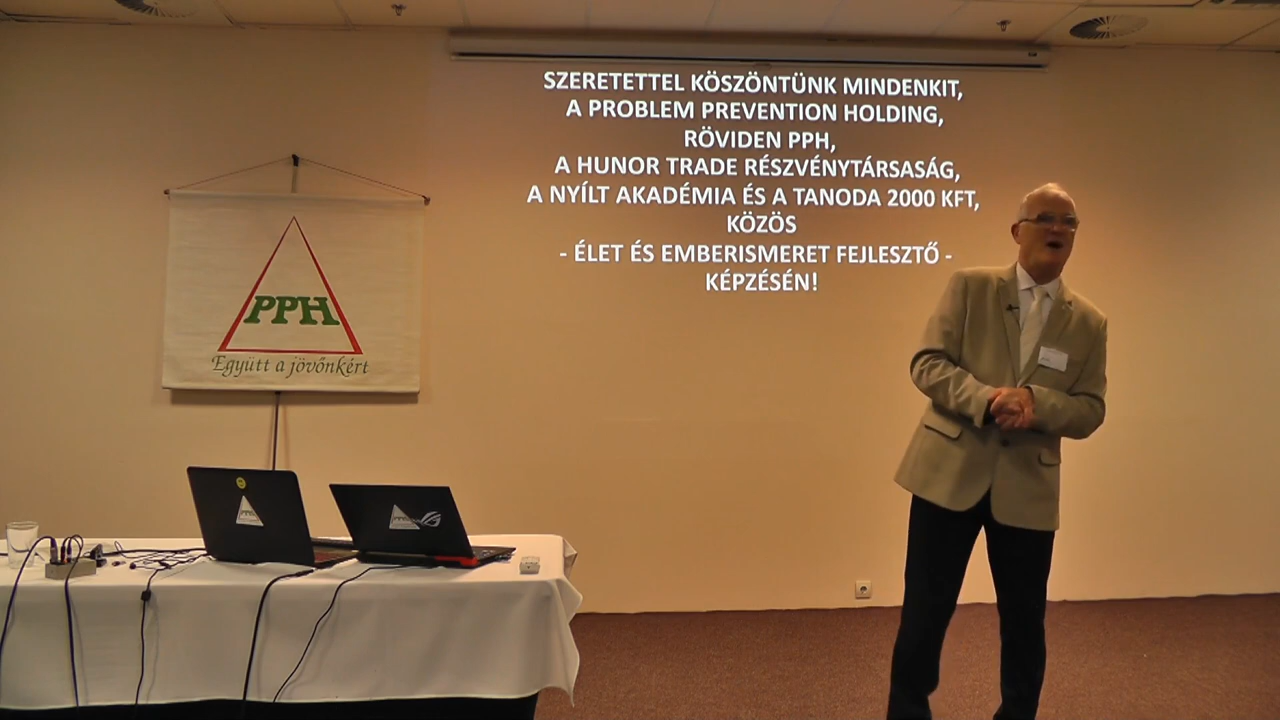 SZERETETTEL KÖSZÖNTÜNK MINDENKIT,
A PROBLEM PREVENTION HOLDING,
RÖVIDEN PPH,
A HUNOR TRADE RÉSZVÉNYTÁRSASÁG,
A NYÍLT AKADÉMIA ÉS A TANODA 2000 KFT,
KÖZÖS
- ÉLET ÉS EMBERISMERET FEJLESZTŐ -
KÉPZÉSÉN!
PPH
Együtt a jövőnkért